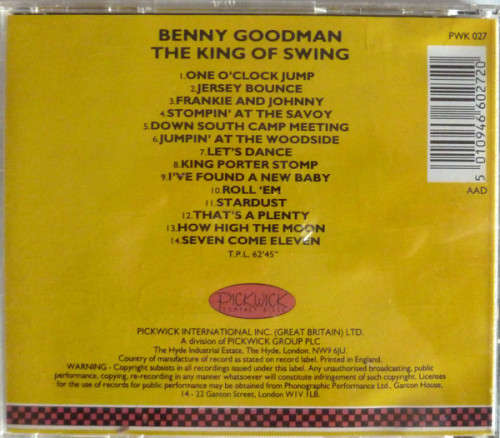 BENNY GOODMAN
THE KING OF SWING
PWK 027
1.ONE O'CLOCK JUMP
2.JERSEY BOUNCE
3.FRANKIE AND JOHNNY
4.STOMPIN' AT THE SAVOY
5.DOWN SOUTH CAMP MEETING
6.JUMPIN' AT THE WOODSIDE
7.LET'S DANCE
8.KING PORTER STOMP
9.I'VE FOUND A NEW BABY
10.ROLL 'EM
11.STARDUST
12.THAT'S A PLENTY
13.HOW HIGH THE MOON
14.SEVEN COME ELEVEN
T.P.L. 62'45"
5 010946 602720
AAD
PICKWICK
COMPACT DISCS
PICKWICK INTERNATIONAL INC. (GREAT BRITAIN) LTD.
A division of PICKWICK GROUP PLC
The Hyde Industrial Estate, The Hyde, London. NW9 6JU.
Country of manufacture of record as stated on record label. Printed in England.
WARNING - Copyright subsists in all recordings issued under this label. Any unauthorised broadcasting, public
performance, copying, re-recording in any manner whatsoever will constitute infringement of such copyright. Licenses
for the use of records for public performance may be obtained from Phonographic Performance Ltd., Ganton House,
14 - 22 Ganton Street, London W1V 1LB.